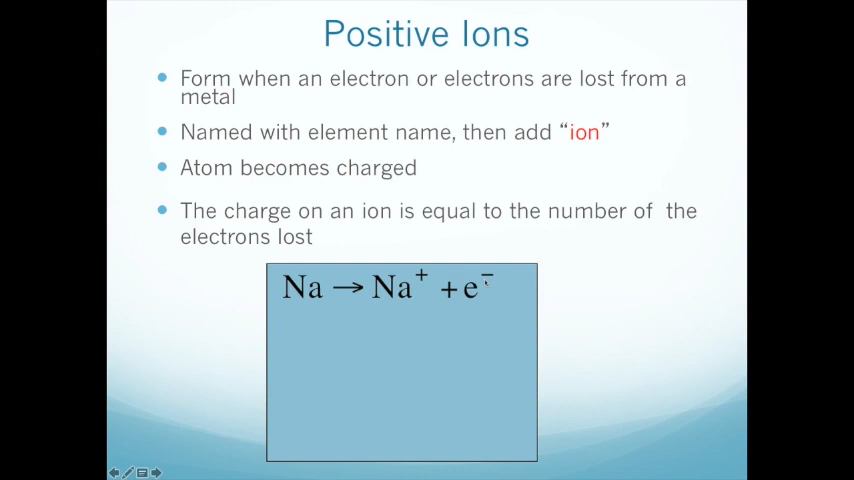 Positive Ions
• Form when an electron or electrons are lost from a
metal
• Named with element name, then add “ion”
• Atom becomes charged
• The charge on an ion is equal to the number of the
electrons lost
Na → Na⁺ + e⁻